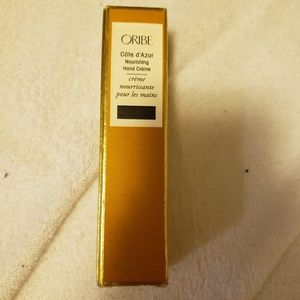 ORIBE
Côte d'Azur
Nourishing
Hand Crème
crème
nourrissante
pour les mains